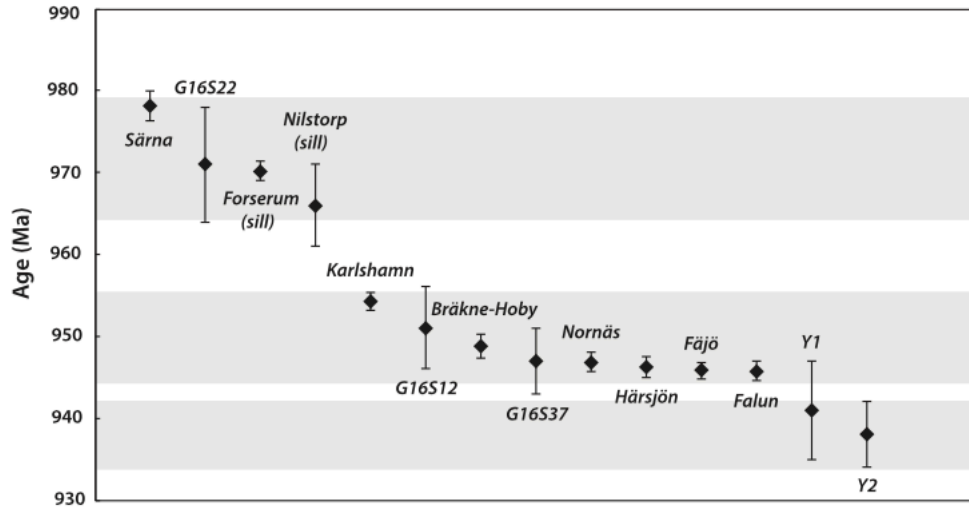 990
980
970
960
950
940
930
Age (Ma)
Särna
G16S22
Forserum
(sill)
Nilstorp
(sill)
Karlshamn
G16S12
Bräkne-Hoby
G16S37
Nornäs
Härsjön
Fäjö
Falun
Y1
Y2